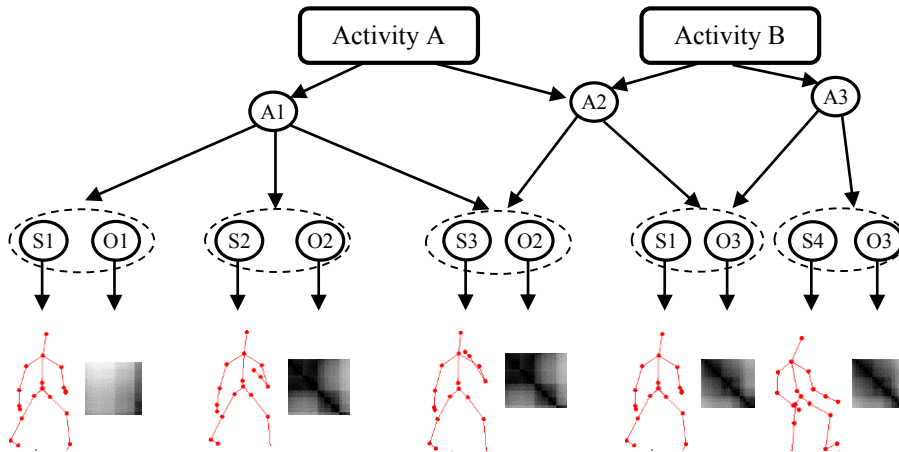 Activity A
Activity B
A1
A2
A3
S1
O1
S2
O2
S3
O2
S1
O3
S4
O3